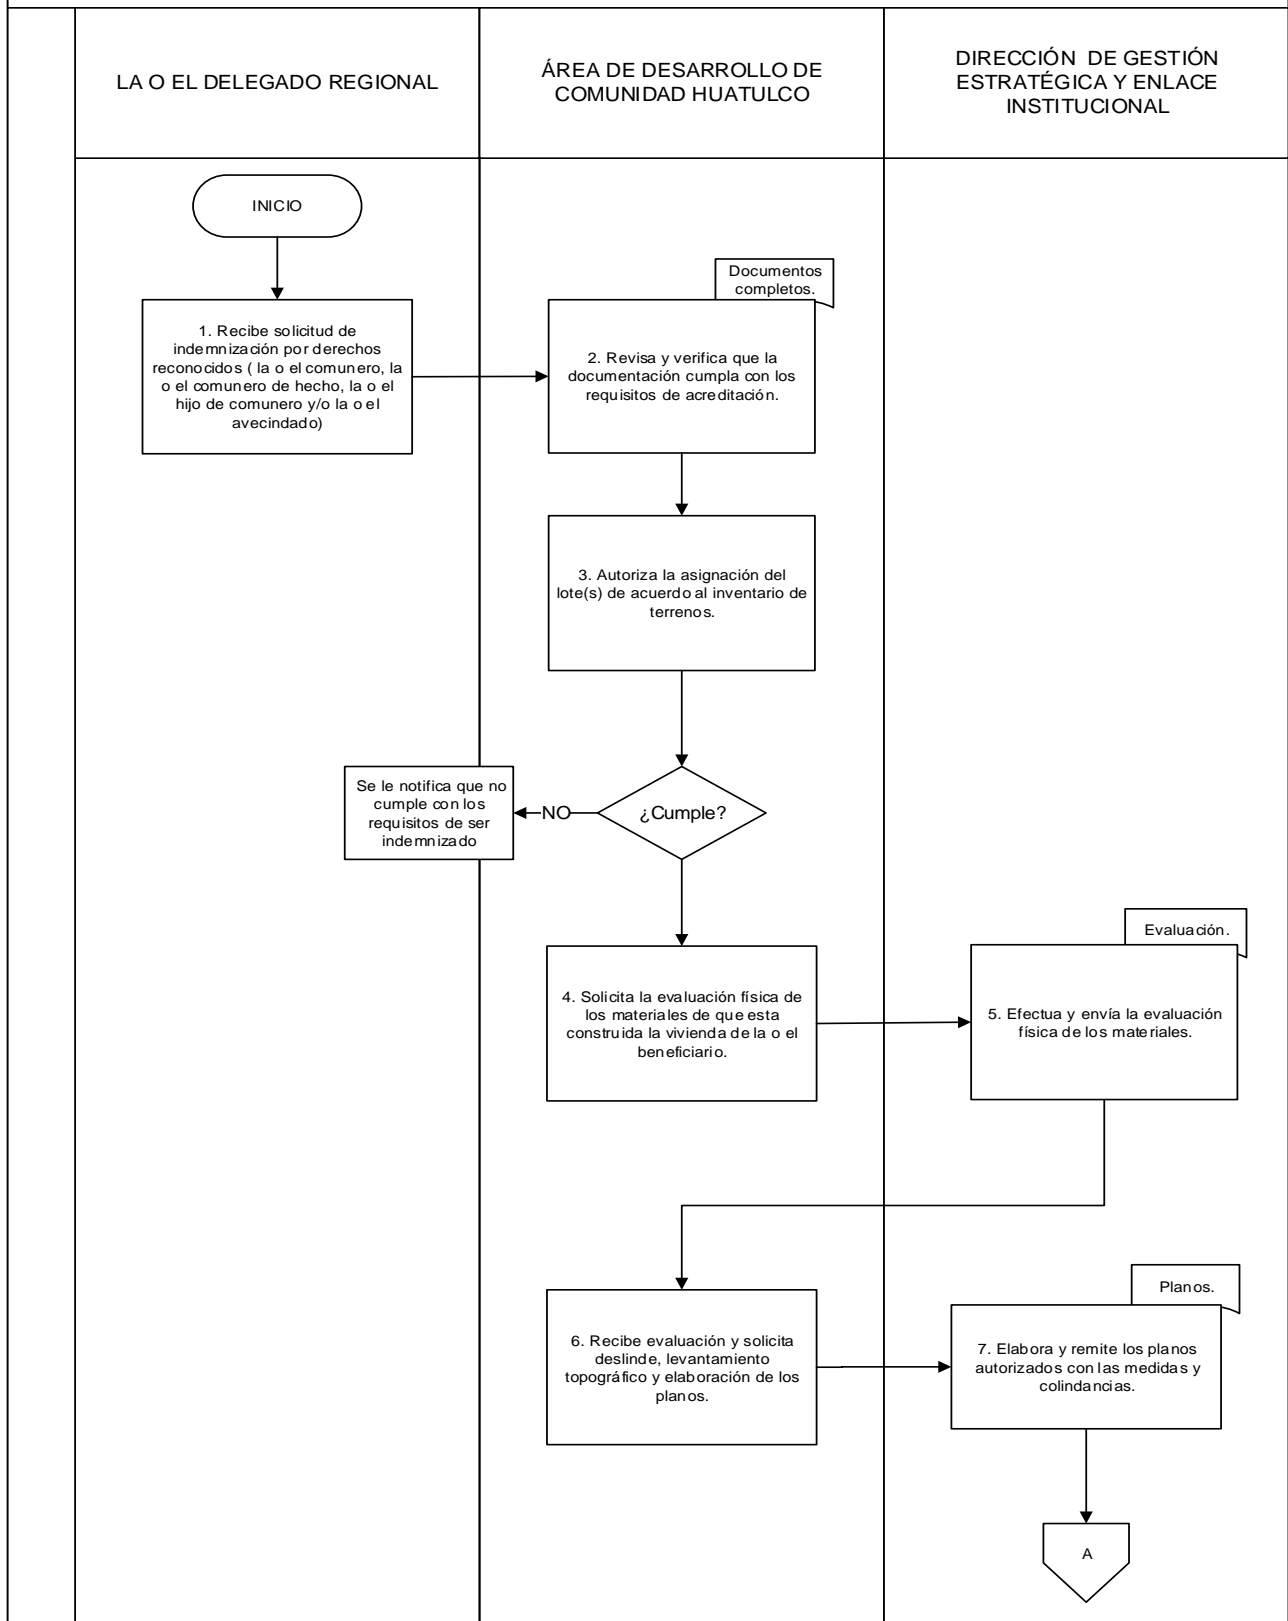 LA O EL DELEGADO REGIONAL
ÁREA DE DESARROLLO DE
COMUNIDAD HUATULCO
DIRECCIÓN DE GESTIÓN
ESTRATÉGICA Y ENLACE
INSTITUCIONAL
INICIO
1. Recibe solicitud de
indemnización por derechos
reconocidos ( la o el comunero, la
o el comunero de hecho, la o el
hijo de comunero y/o la o el
avecindado)
Documentos
completos.
2. Revisa y verifica que la
documentación cumpla con los
requisitos de acreditación.
3. Autoriza la asignación del
lote(s) de acuerdo al inventario de
terrenos.
¿Cumple?
NO
Se le notifica que no
cumple con los
requisitos de ser
indemnizado
4. Solicita la evaluación física de
los materiales de que esta
construida la vivienda de la o el
beneficiario.
Evaluación.
5. Efectua y envía la evaluación
física de los materiales.
6. Recibe evaluación y solicita
deslinde, levantamiento
topográfico y elaboración de los
planos.
Planos.
7. Elabora y remite los planos
autorizados con las medidas y
colindancias.
A